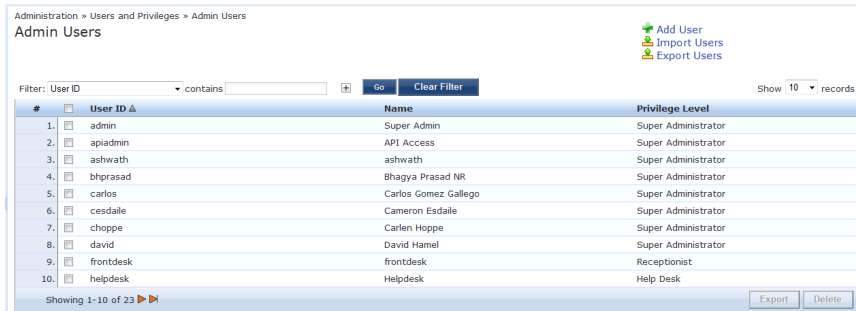 Administration » Users and Privileges » Admin Users
Admin Users
Add User
Import Users
Export Users
Filter: User ID contains + Go Clear Filter Show 10 records
# User ID Name Privilege Level
1. admin Super Admin Super Administrator
2. apiadmin API Access Super Administrator
3. ashwath ashwath Super Administrator
4. bhprasad Bhagya Prasad NR Super Administrator
5. carlos Carlos Gomez Gallego Super Administrator
6. cesdaile Cameron Esdaile Super Administrator
7. choppe Carlen Hoppe Super Administrator
8. david David Hamel Super Administrator
9. frontdesk frontdesk Receptionist
10. helpdesk Helpdesk Help Desk
Showing 1-10 of 23 Export Delete